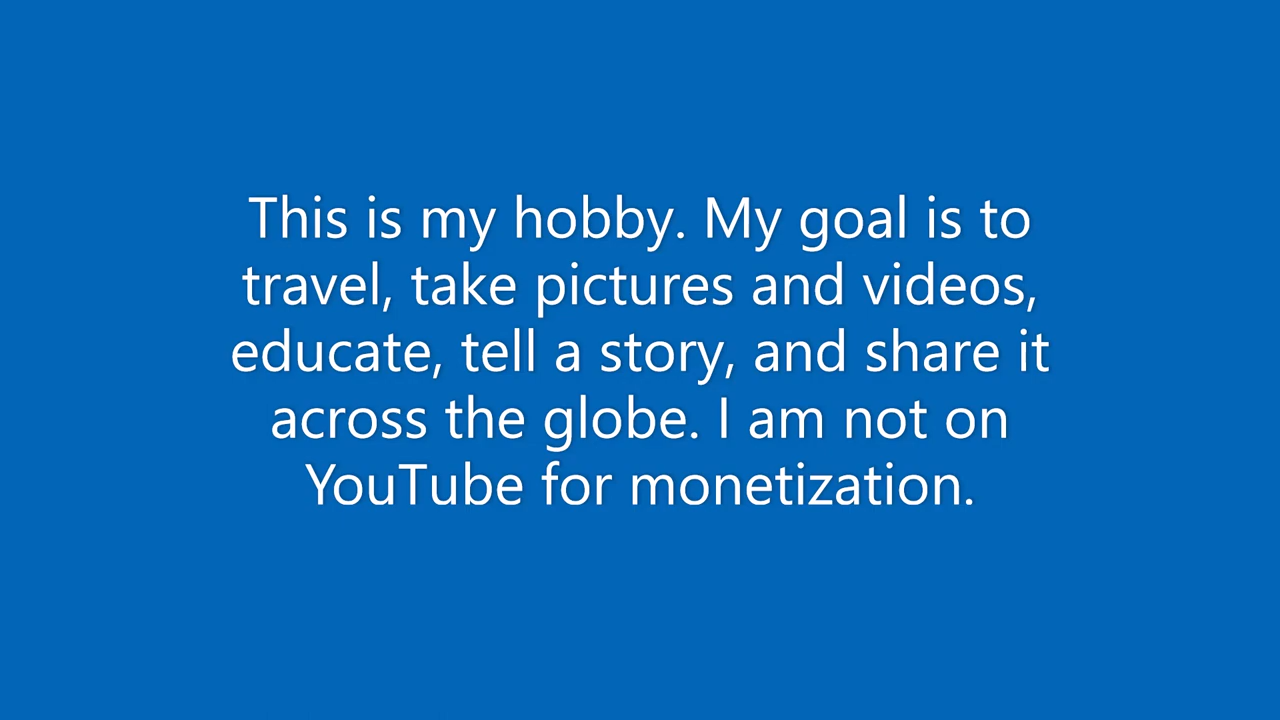 This is my hobby. My goal is to
travel, take pictures and videos,
educate, tell a story, and share it
across the globe. I am not on
YouTube for monetization.